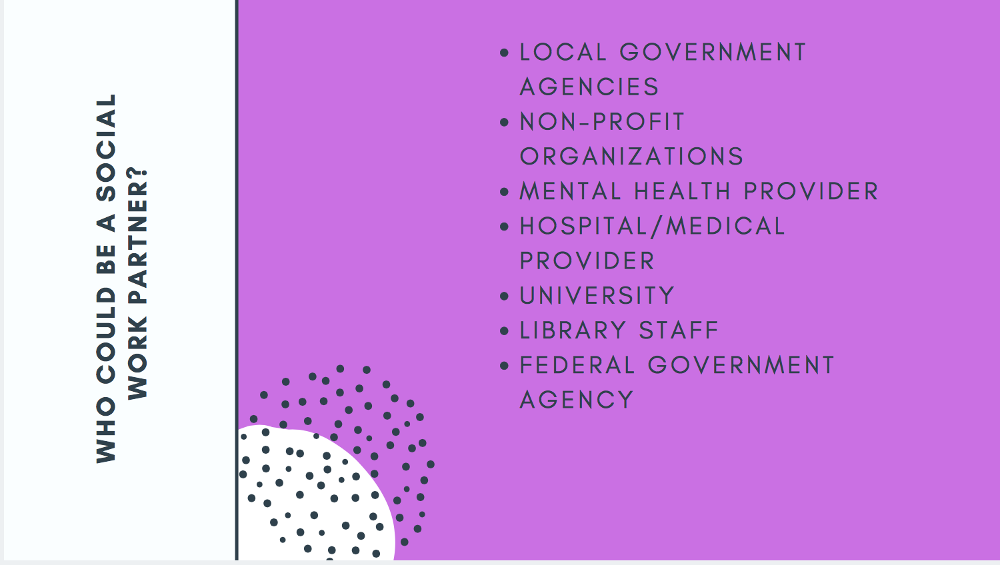 WHO COULD BE A SOCIAL
WORK PARTNER?
• LOCAL GOVERNMENT
AGENCIES
• NON-PROFIT
ORGANIZATIONS
• MENTAL HEALTH PROVIDER
• HOSPITAL/MEDICAL
PROVIDER
• UNIVERSITY
• LIBRARY STAFF
• FEDERAL GOVERNMENT
AGENCY